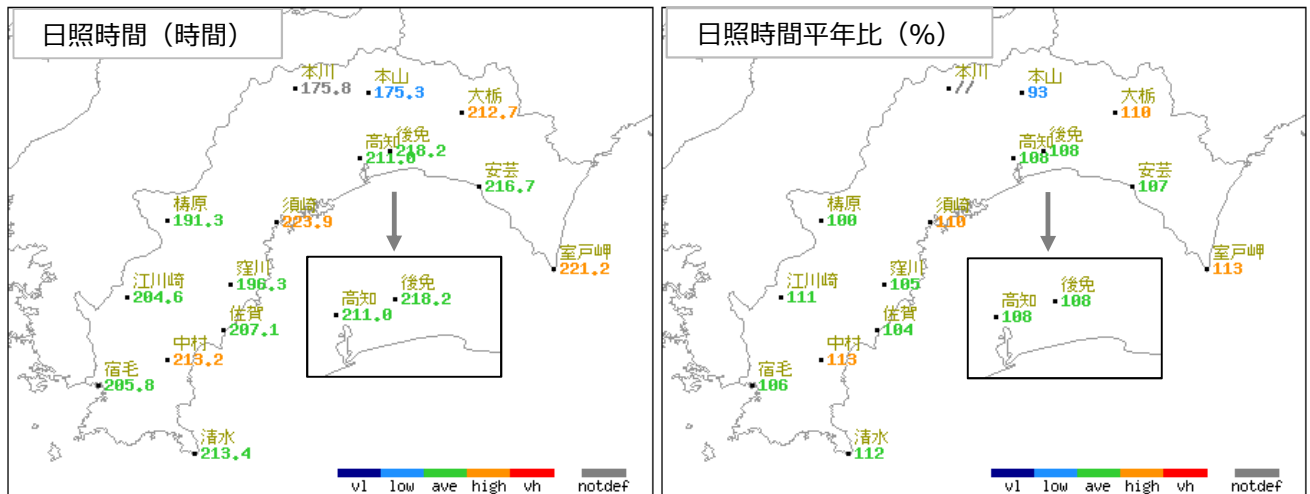 日照時間（時間）
本川
175.8
本山
175.3
大栃
212.7
高知
211.0
後免
218.2
安芸
216.7
梼原
191.3
須崎
223.9
室戸岬
221.2
江川崎
204.6
窪川
196.3
佐賀
207.1
中村
213.2
宿毛
205.8
清水
213.4
後免
218.2
高知
211.0
vl low ave high vh notdef
日照時間平年比（%）
本川
//
本山
93
大栃
110
高知
108
後免
108
安芸
107
梼原
100
須崎
110
室戸岬
113
江川崎
111
窪川
105
佐賀
104
中村
113
宿毛
106
清水
112
後免
108
高知
108
vl low ave high vh notdef